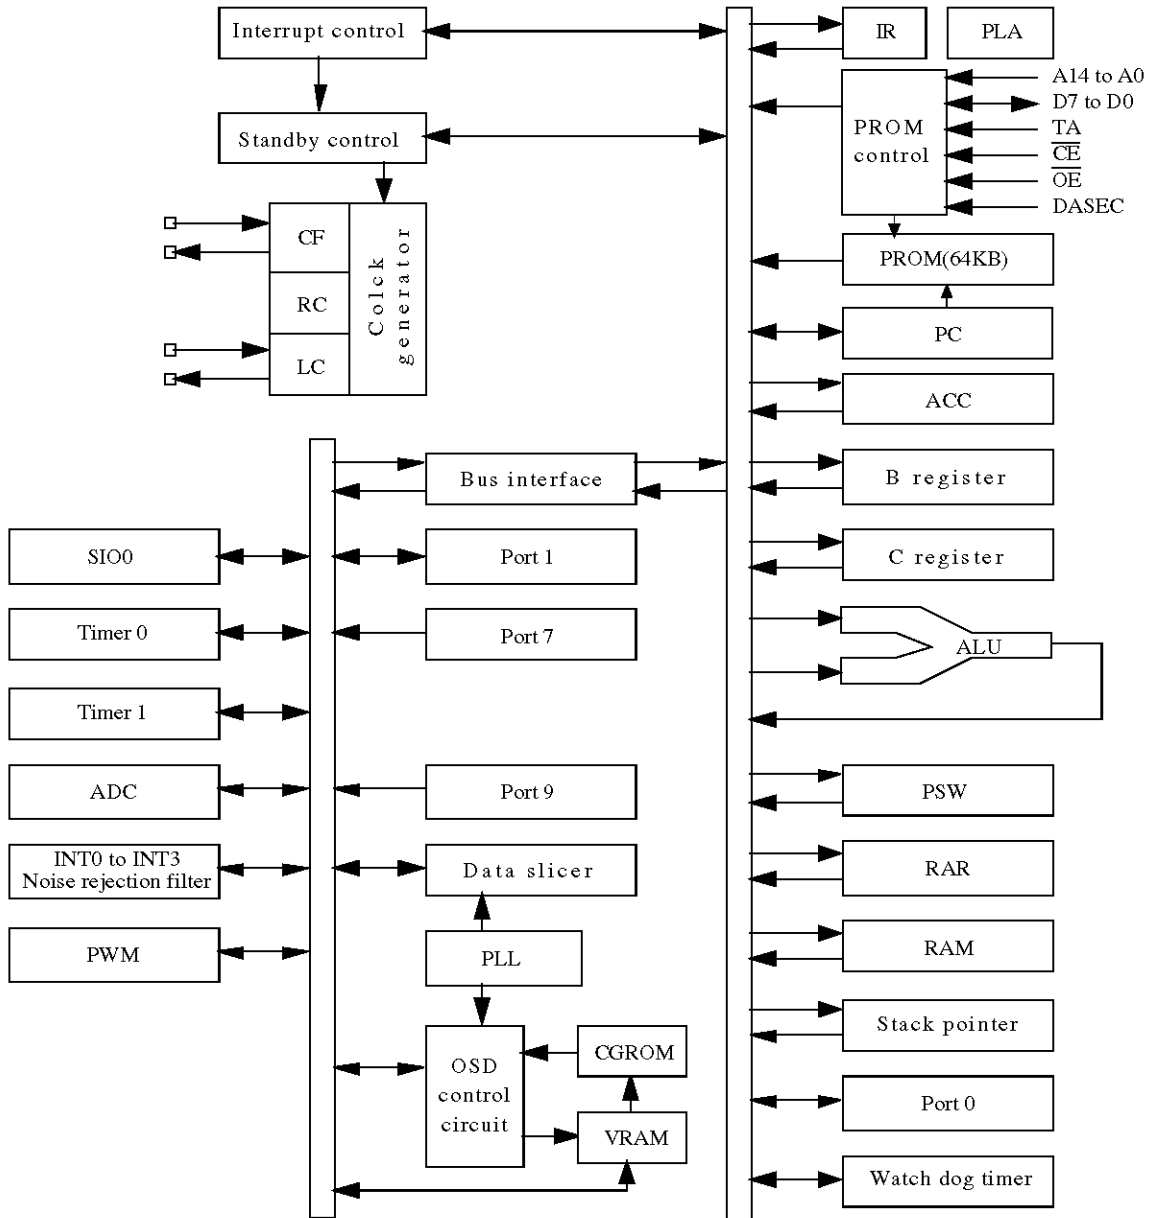 Interrupt control
IR
PLA
A14 to A0
D7 to D0
TA
CE
OE
DASEC
PROM
control
Standby control
CF
RC
LC
Colck
generator
PROM(64KB)
PC
ACC
Bus interface
B register
SIO0
Port 1
C register
Timer 0
Port 7
ALU
Timer 1
ADC
Port 9
PSW
INT0 to INT3
Noise rejection filter
Data slicer
RAR
PWM
PLL
RAM
Stack pointer
OSD
control
circuit
CGROM
VRAM
Port 0
Watch dog timer